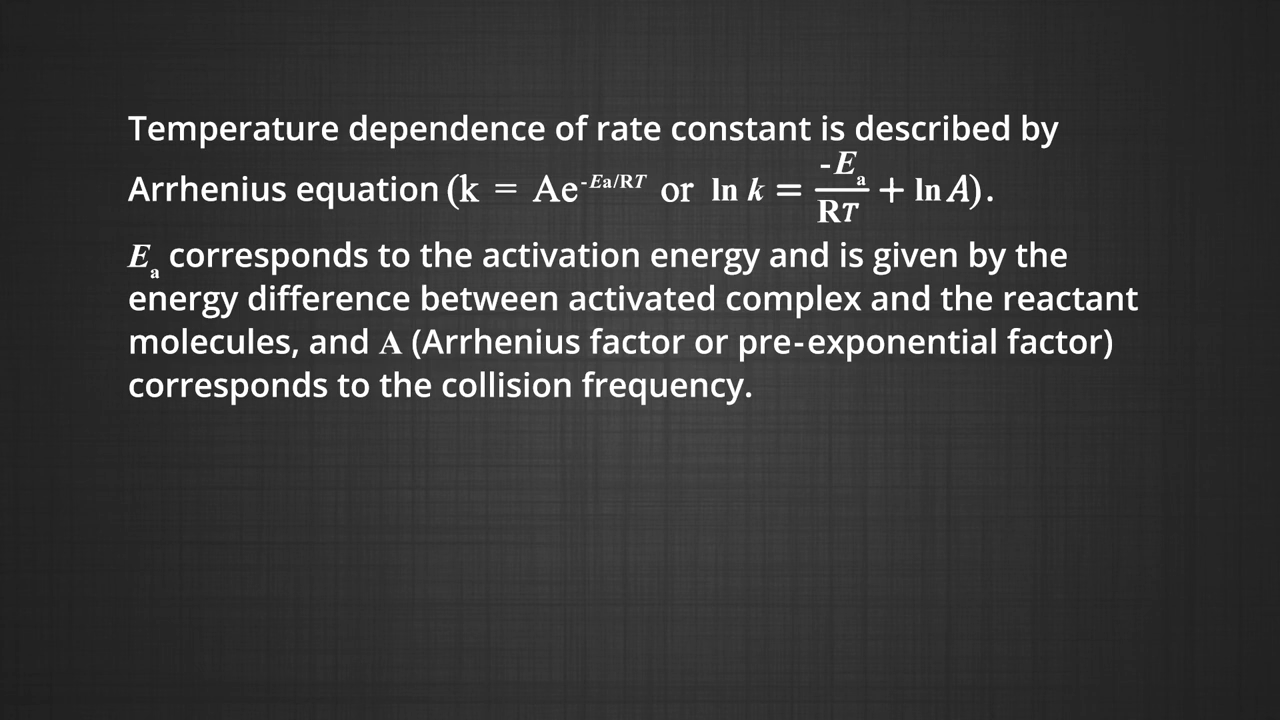 Temperature dependence of rate constant is described by
Arrhenius equation (k = Ae^-Ea/RT or ln k = -Ea/RT + ln A).
Ea corresponds to the activation energy and is given by the
energy difference between activated complex and the reactant
molecules, and A (Arrhenius factor or pre-exponential factor)
corresponds to the collision frequency.